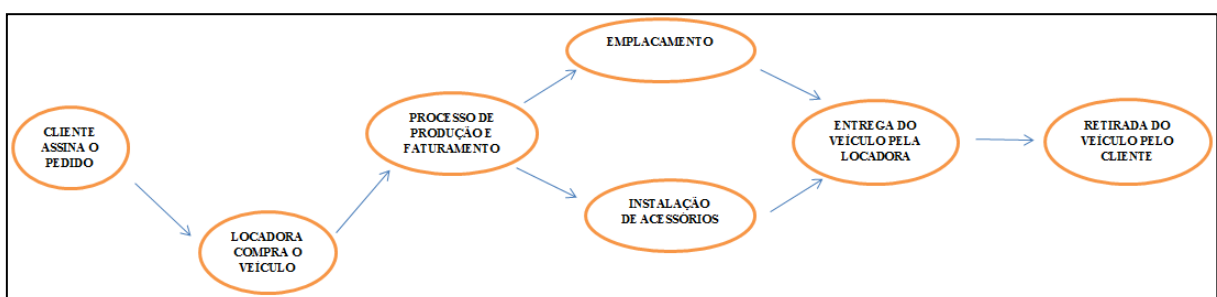 CLIENTE
ASSINA O
PEDIDO
LOCADORA
COMPRA O
VEÍCULO
PROCESSO DE
PRODUÇÃO E
FATURAMENTO
EMPLACAMENTO
INSTALAÇÃO
DE ACESSÓRIOS
ENTREGA DO
VEÍCULO PELA
LOCADORA
RETIRADA DO
VEÍCULO PELO
CLIENTE